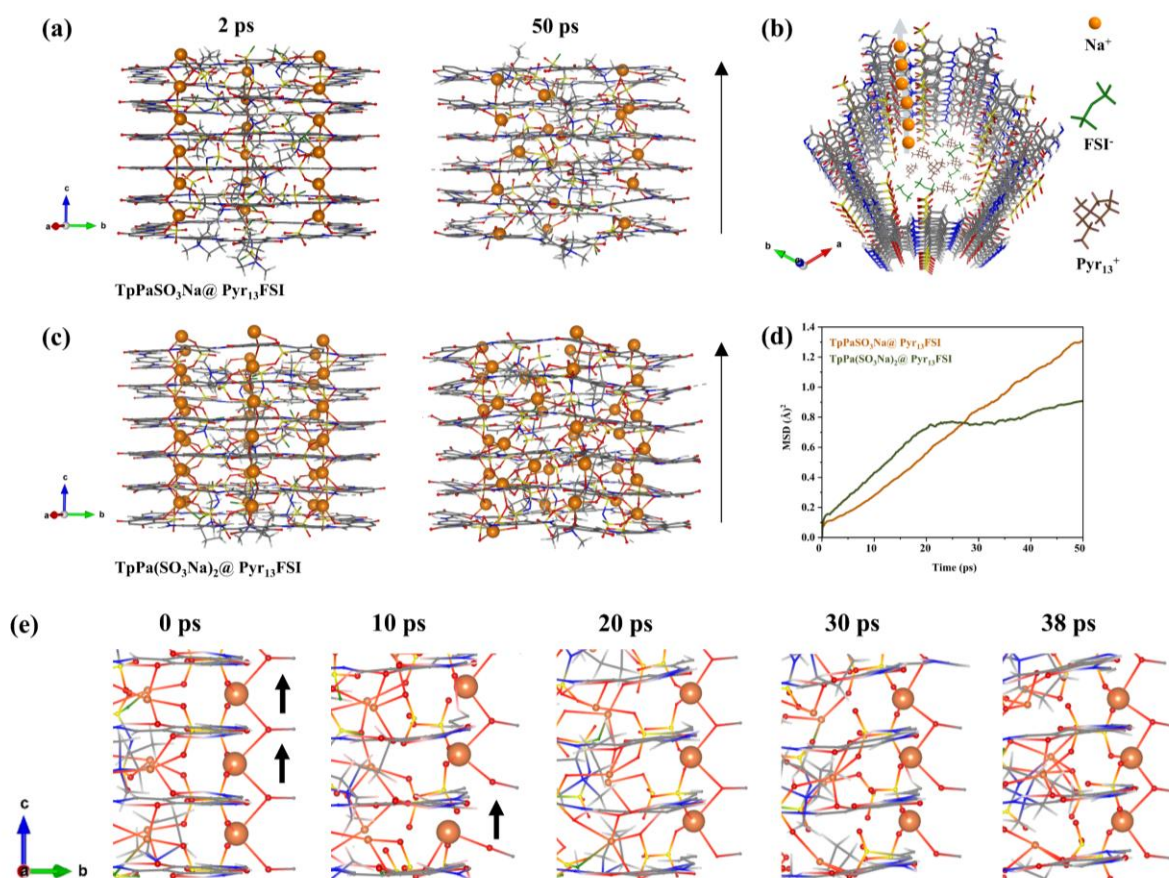 (a)
2 ps
50 ps
c
a
b
TpPaSO₃Na@ Pyr₁₃FSI
(b)
Na⁺
FSI⁻
Pyr₁₃⁺
b
a
(c)
c
a
b
TpPa(SO₃Na)₂@ Pyr₁₃FSI
(d)
TpPaSO₃Na@ Pyr₁₃FSI
TpPa(SO₃Na)₂@ Pyr₁₃FSI
MSD (Å)²
1.4
1.2
1.0
0.8
0.6
0.4
0.2
0.0
0
10
20
30
40
50
Time (ps)
(e)
0 ps
10 ps
20 ps
30 ps
38 ps
c
a
b